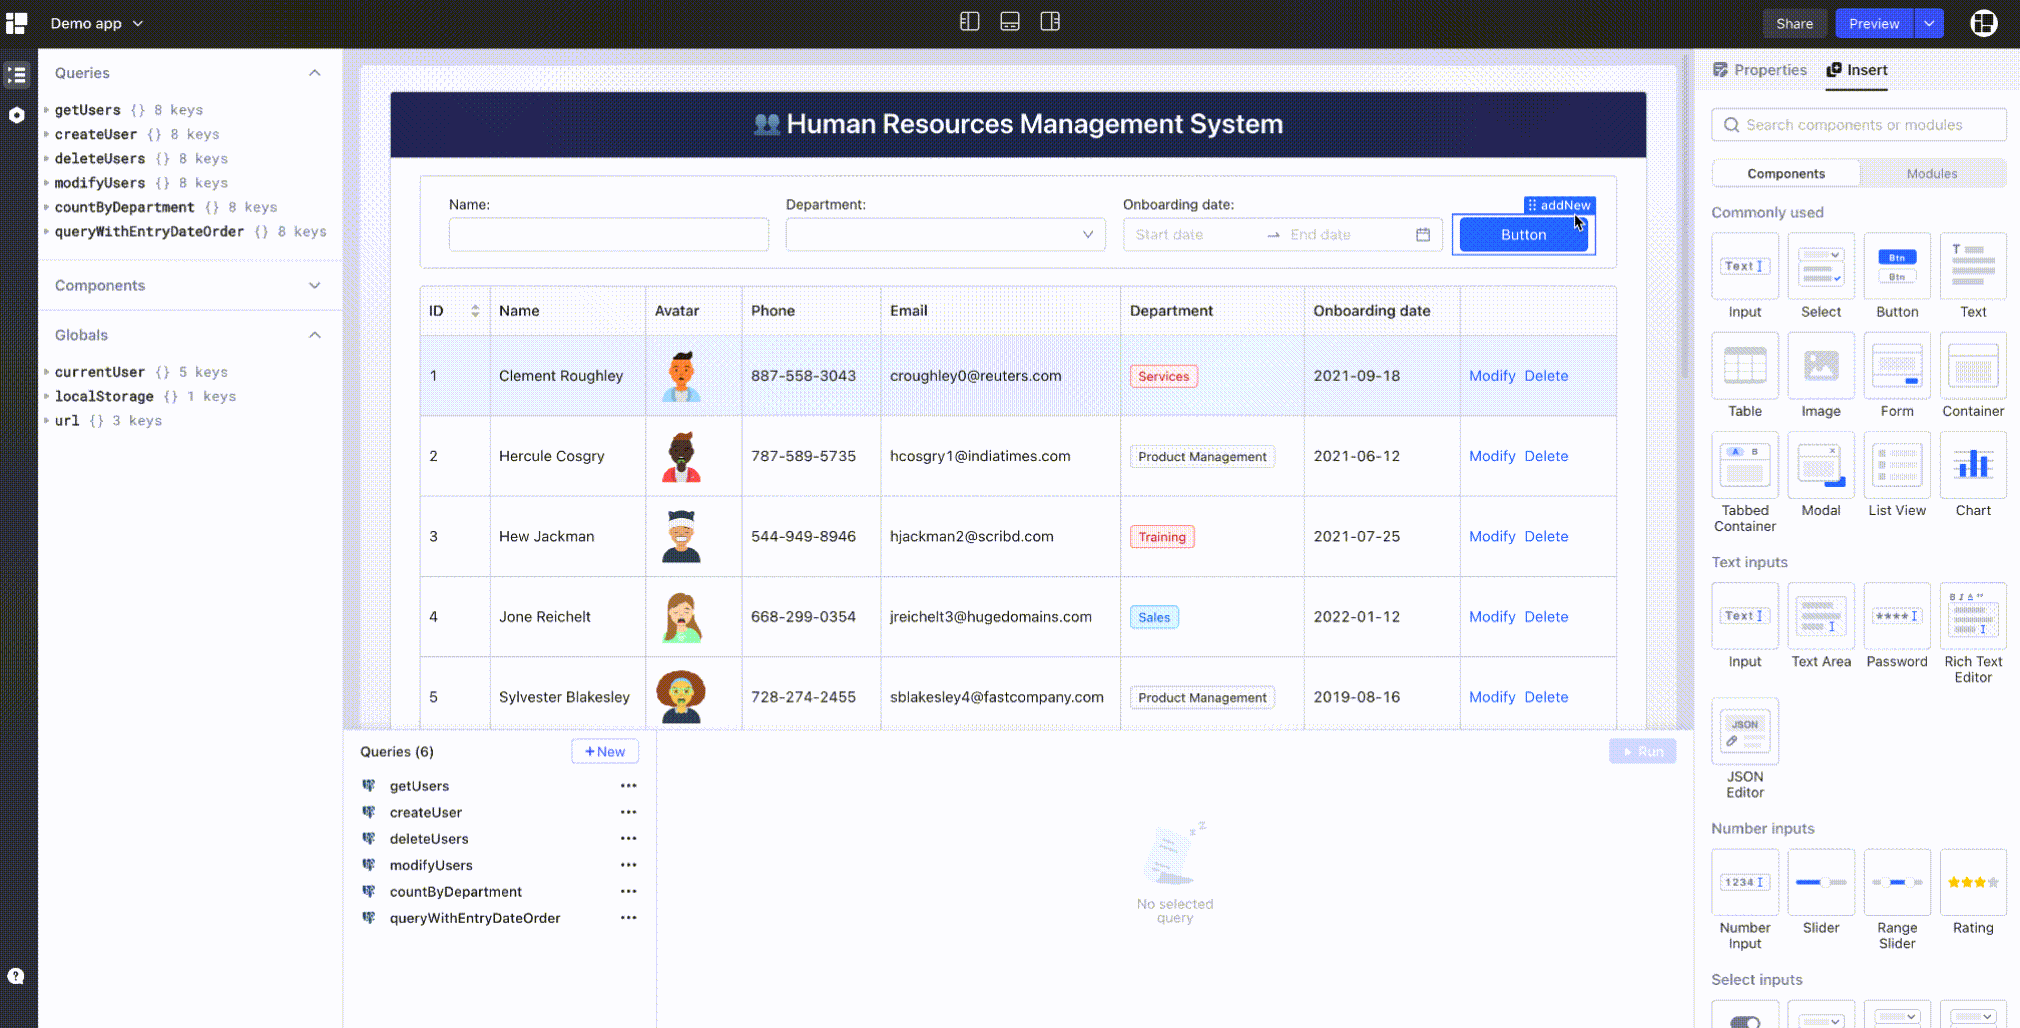 Demo app
Share
Preview
Queries
getUsers {} 8 keys
createUser {} 8 keys
deleteUsers {} 8 keys
modifyUsers {} 8 keys
countByDepartment {} 8 keys
queryWithEntryDateOrder {} 8 keys
Components
Globals
currentUser {} 5 keys
localStorage {} 1 keys
url {} 3 keys
👥 Human Resources Management System
Name:
Department:
Onboarding date:
addNew
Start date → End date
Button
ID Name Avatar Phone Email Department Onboarding date
1 Clement Roughley 887-558-3043 croughley0@reuters.com Services 2021-09-18 Modify Delete
2 Hercule Cosgry 787-589-5735 hcosgry1@indiatimes.com Product Management 2021-06-12 Modify Delete
3 Hew Jackman 544-949-8946 hjackman2@scribd.com Training 2021-07-25 Modify Delete
4 Jone Reichelt 668-299-0354 jreichelt3@hugedomains.com Sales 2022-01-12 Modify Delete
5 Sylvester Blakesley 728-274-2455 sblakesley4@fastcompany.com Product Management 2019-08-16 Modify Delete
Queries (6)
+ New
Run
getUsers
createUser
deleteUsers
modifyUsers
countByDepartment
queryWithEntryDateOrder
z z
No selected
query
Properties Insert
Search components or modules
Components Modules
Commonly used
Text Btn Btn T
Input Select Button Text
Table Image Form Container
A B
Tabbed
Container
Modal List View Chart
Text inputs
Text **** B I A "
Input Text Area Password Rich Text
Editor
JSON
JSON
Editor
Number inputs
1234
Number
Input
Slider Range
Slider
Rating
Select inputs